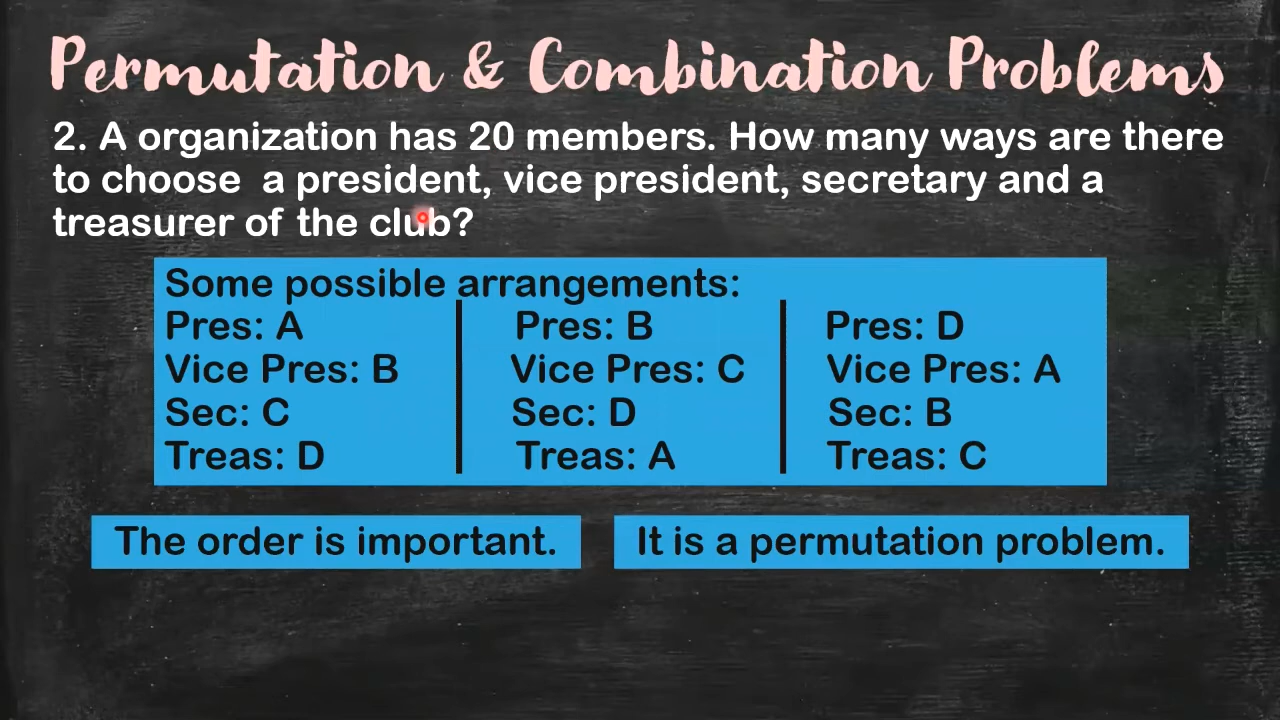 Permutation & Combination Problems
2. A organization has 20 members. How many ways are there
to choose a president, vice president, secretary and a
treasurer of the club?
Some possible arrangements:
Pres: A
Vice Pres: B
Sec: C
Treas: D
Pres: B
Vice Pres: C
Sec: D
Treas: A
Pres: D
Vice Pres: A
Sec: B
Treas: C
The order is important.
It is a permutation problem.